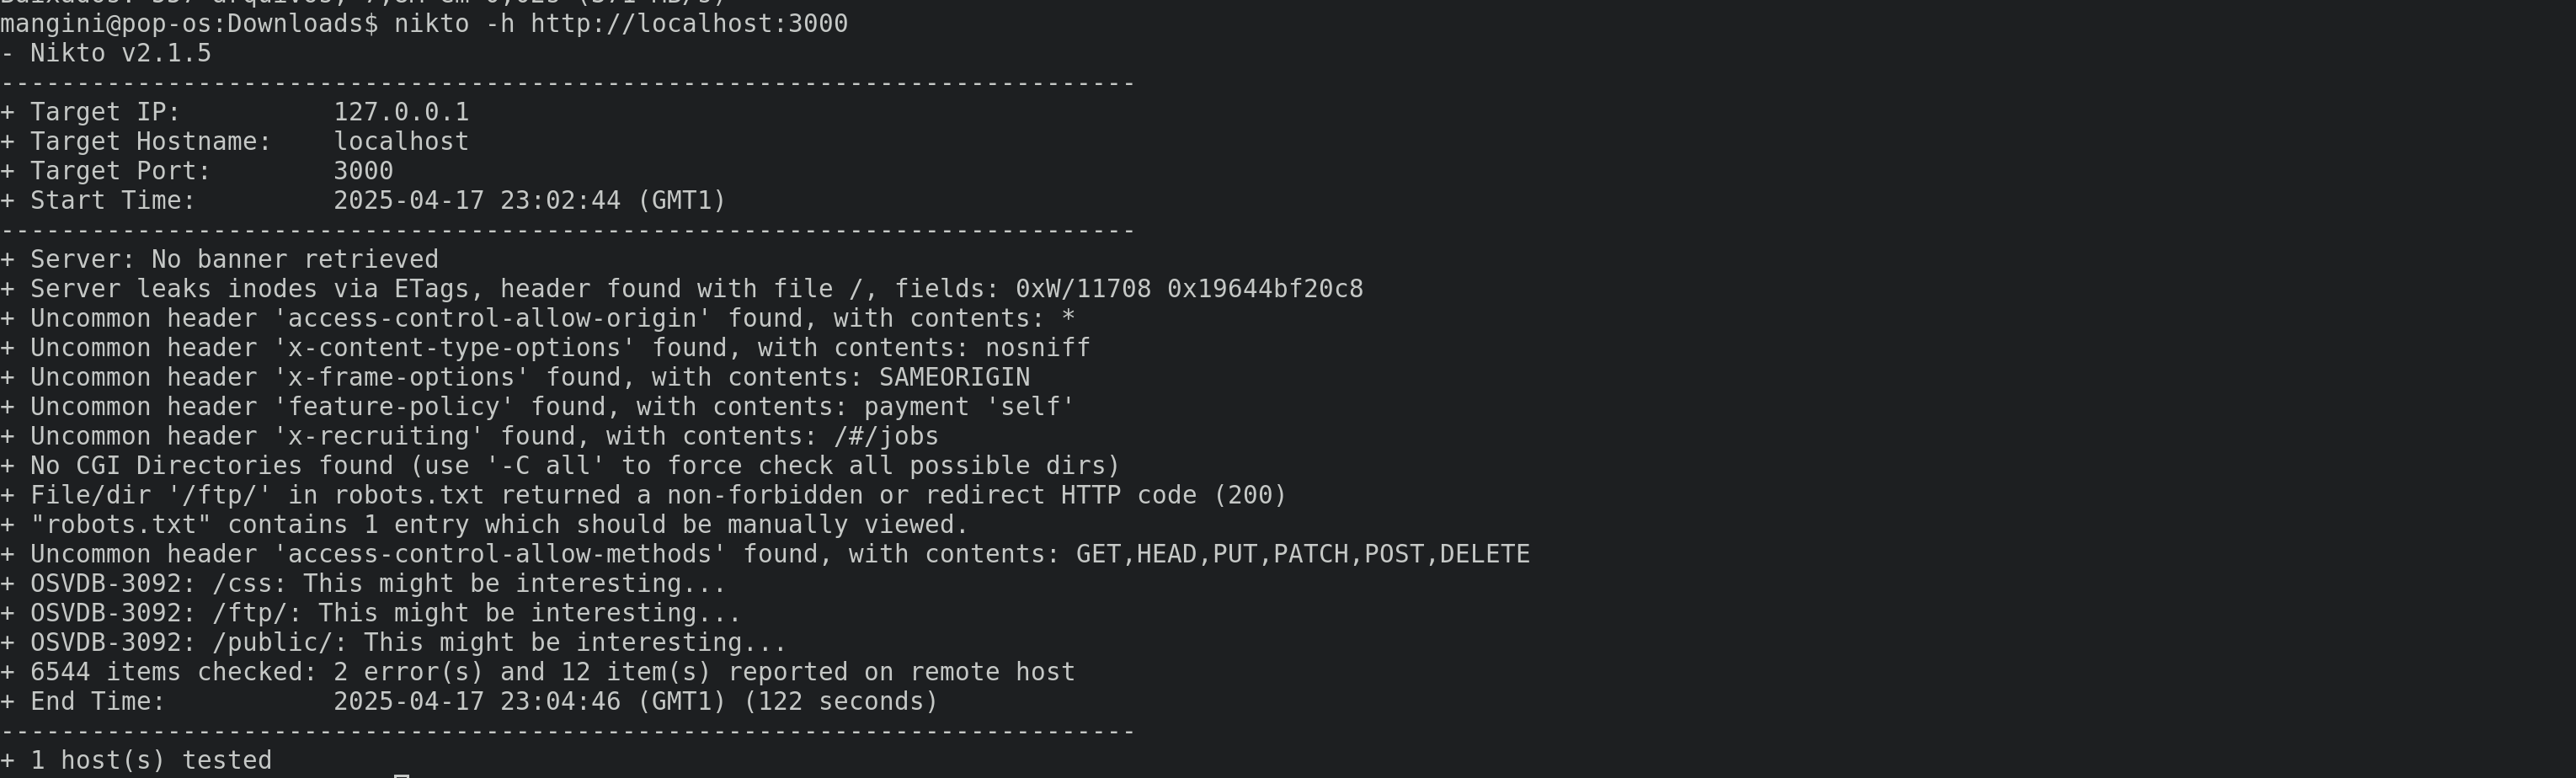 mangini@pop-os:Downloads$ nikto -h http://localhost:3000
- Nikto v2.1.5
---------------------------------------------------------------------------
+ Target IP:          127.0.0.1
+ Target Hostname:    localhost
+ Target Port:        3000
+ Start Time:         2025-04-17 23:02:44 (GMT1)
---------------------------------------------------------------------------
+ Server: No banner retrieved
+ Server leaks inodes via ETags, header found with file /, fields: 0xW/11708 0x19644bf20c8
+ Uncommon header 'access-control-allow-origin' found, with contents: *
+ Uncommon header 'x-content-type-options' found, with contents: nosniff
+ Uncommon header 'x-frame-options' found, with contents: SAMEORIGIN
+ Uncommon header 'feature-policy' found, with contents: payment 'self'
+ Uncommon header 'x-recruiting' found, with contents: /#/jobs
+ No CGI Directories found (use '-C all' to force check all possible dirs)
+ File/dir '/ftp/' in robots.txt returned a non-forbidden or redirect HTTP code (200)
+ "robots.txt" contains 1 entry which should be manually viewed.
+ Uncommon header 'access-control-allow-methods' found, with contents: GET,HEAD,PUT,PATCH,POST,DELETE
+ OSVDB-3092: /css: This might be interesting...
+ OSVDB-3092: /ftp/: This might be interesting...
+ OSVDB-3092: /public/: This might be interesting...
+ 6544 items checked: 2 error(s) and 12 item(s) reported on remote host
+ End Time:           2025-04-17 23:04:46 (GMT1) (122 seconds)
---------------------------------------------------------------------------
+ 1 host(s) tested